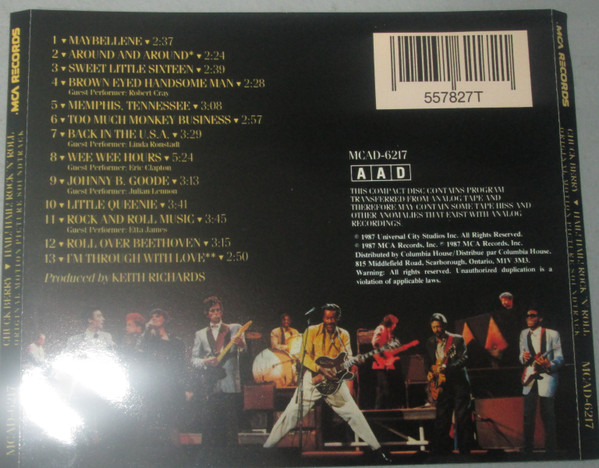 1 ▾ MAYBELLENE ▾ 2:37
2 ▾ AROUND AND AROUND* ▾ 2:24
3 ▾ SWEET LITTLE SIXTEEN ▾ 2:39
4 ▾ BROWN EYED HANDSOME MAN ▾ 2:28
Guest Performer: Robert Cray
5 ▾ MEMPHIS, TENNESSEE ▾ 3:08
6 ▾ TOO MUCH MONKEY BUSINESS ▾ 2:57
7 ▾ BACK IN THE U.S.A. ▾ 3:29
Guest Performer: Linda Ronstadt
8 ▾ WEE WEE HOURS ▾ 5:24
Guest Performer: Eric Clapton
9 ▾ JOHNNY B. GOODE ▾ 3:13
Guest Performer: Julian Lennon
10 ▾ LITTLE QUEENIE ▾ 3:41
11 ▾ ROCK AND ROLL MUSIC ▾ 3:45
Guest Performer: Etta James
12 ▾ ROLL OVER BEETHOVEN ▾ 3:15
13 ▾ I'M THROUGH WITH LOVE** ▾ 2:50
Produced by KEITH RICHARDS
557827T
MCAD-6217
A A D
THIS COMPACT DISC CONTAINS PROGRAM
TRANSFERRED FROM ANALOG TAPE AND
THEREFORE MAY CONTAIN SOME TAPE HISS AND
OTHER ANOMALIES THAT EXIST WITH ANALOG
RECORDINGS.
℗ 1987 Universal City Studios Inc. All Rights Reserved.
℗ 1987 MCA Records, Inc. © 1987 MCA Records, Inc.
Distributed by Columbia House/Distribue par Columbia House.
815 Middlefield Road, Scarborough, Ontario, M1V 3M3.
Warning: All rights reserved. Unauthorized duplication is a
violation of applicable laws.
MCA RECORDS
CHUCK BERRY ▾ HAIL! HAIL! ROCK 'N' ROLL
ORIGINAL MOTION PICTURE SOUNDTRACK
MCAD
MCA RECORDS
CHUCK BERRY ▾ HAIL! HAIL! ROCK 'N' ROLL
ORIGINAL MOTION PICTURE SOUNDTRACK
MCAD-6217